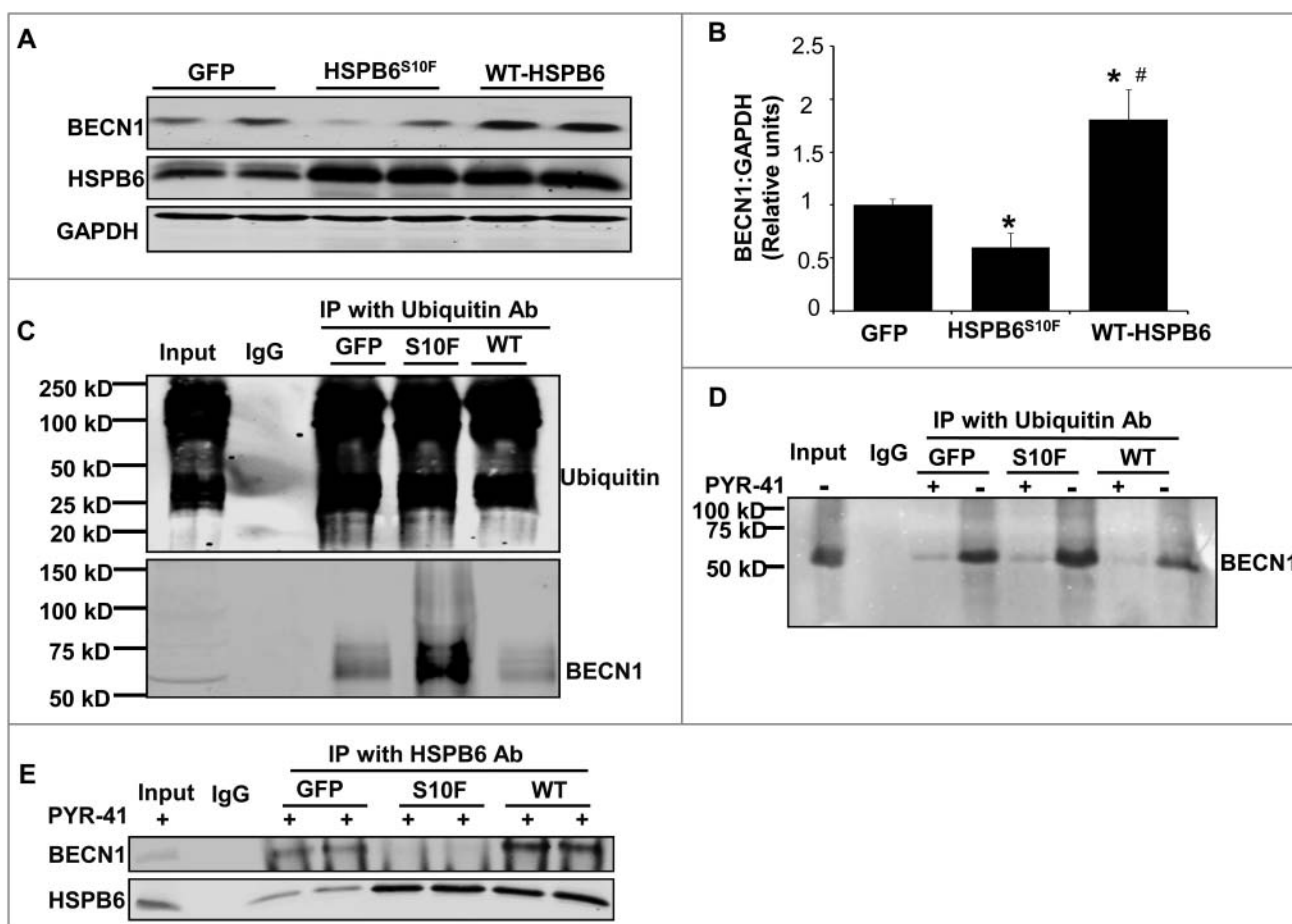 A
GFP HSPB6S10F WT-HSPB6
BECN1
HSPB6
GAPDH
B
BECN1:GAPDH
(Relative units)
2.5
2
1.5
1
0.5
0
*
* #
GFP HSPB6S10F WT-HSPB6
C
IP with Ubiquitin Ab
Input IgG GFP S10F WT
250 kD
100 kD
50 kD
25 kD
20 kD
Ubiquitin
150 kD
100 kD
75 kD
50 kD
BECN1
D
IP with Ubiquitin Ab
Input IgG GFP S10F WT
PYR-41 - + - + - + -
100 kD
75 kD
50 kD
BECN1
E
IP with HSPB6 Ab
Input IgG GFP S10F WT
PYR-41 + + + + + + +
BECN1
HSPB6